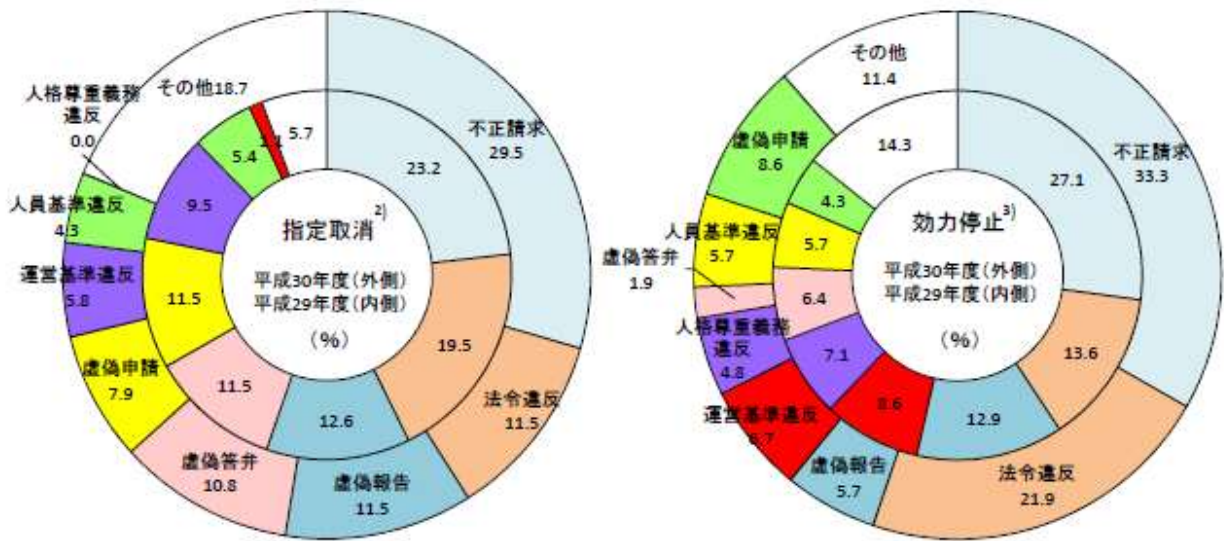 不正請求
29.5
法令違反
11.5
虚偽報告
11.5
虚偽答弁
10.8
虚偽申請
7.9
運営基準違反
5.8
人員基準違反
4.3
人格尊重義務
違反
0.0
その他18.7
23.2
19.5
12.6
11.5
11.5
9.5
5.4
5.7
指定取消2)
平成30年度(外側)
平成29年度(内側)
(%)
不正請求
33.3
法令違反
21.9
虚偽報告
5.7
運営基準違反
6.7
人格尊重義務
違反
4.8
虚偽答弁
1.9
人員基準違反
5.7
虚偽申請
8.6
その他
11.4
27.1
13.6
12.9
8.6
7.1
6.4
5.7
4.3
14.3
効力停止3)
平成30年度(外側)
平成29年度(内側)
(%)